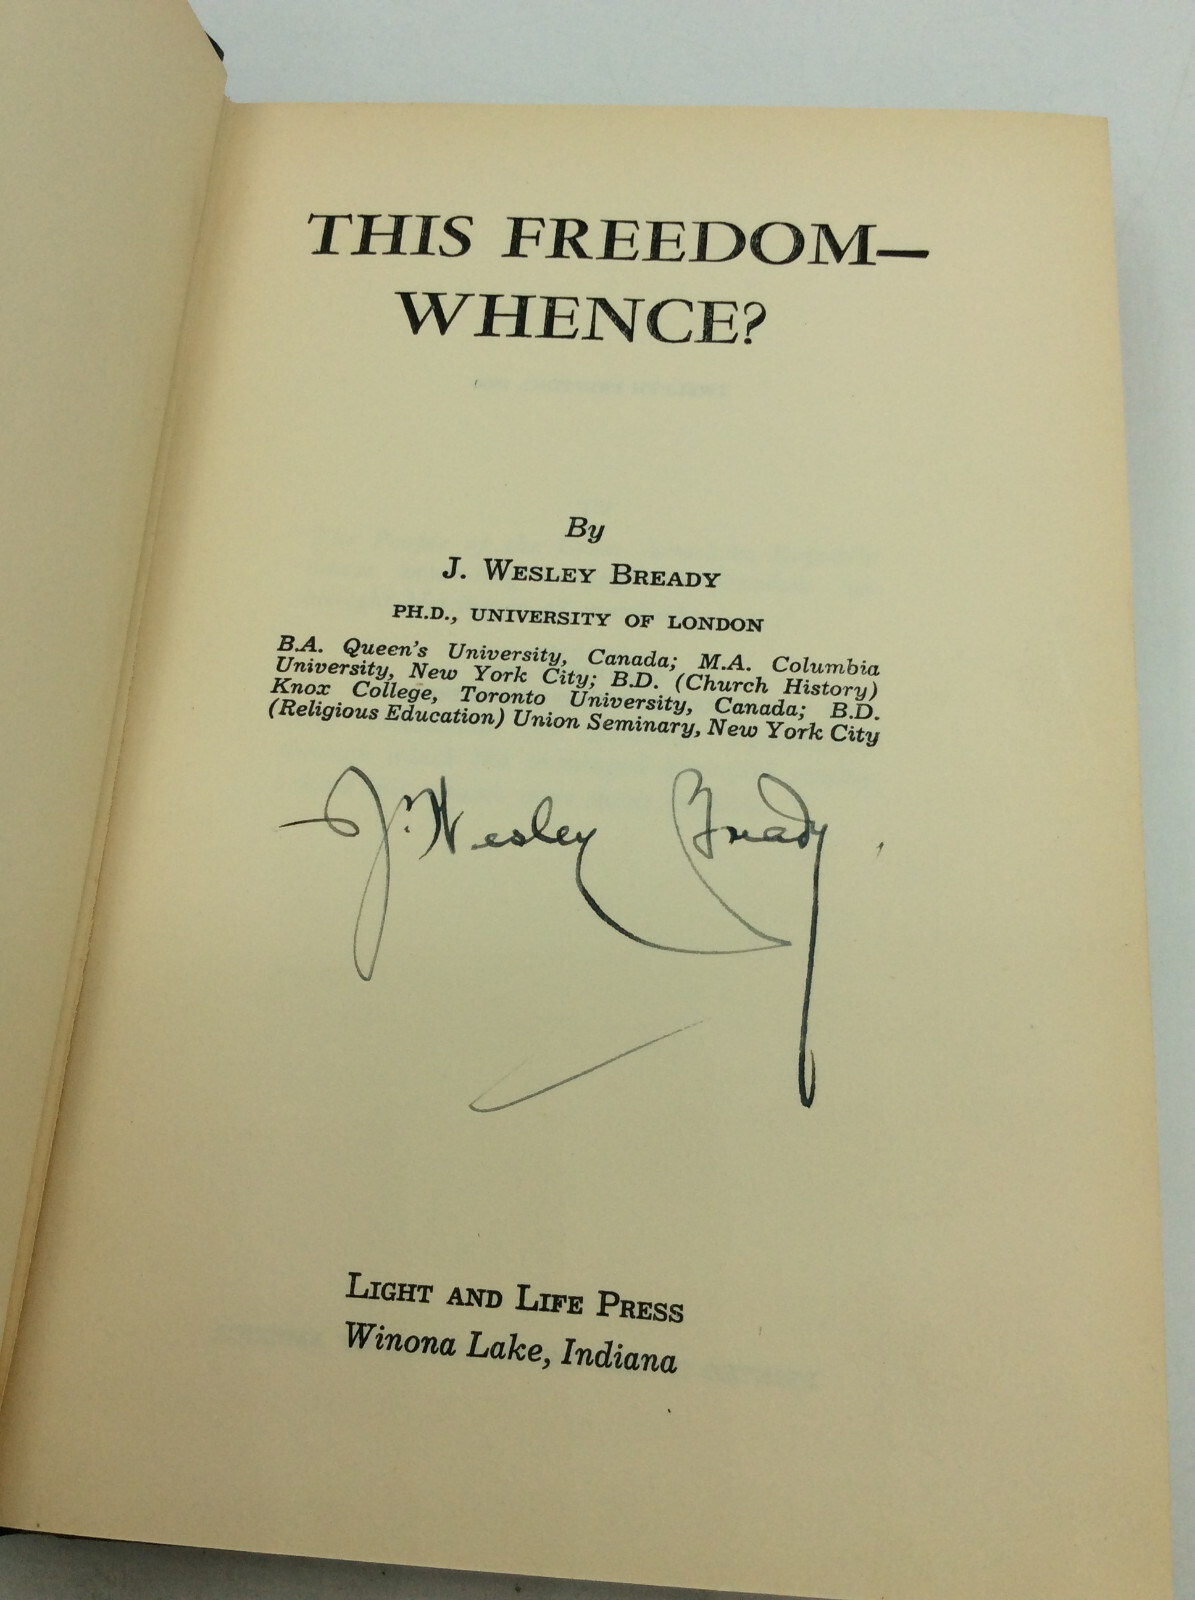 THIS FREEDOM—
WHENCE?
By
J. WESLEY BREADY
PH.D., UNIVERSITY OF LONDON
B.A. Queen's University, Canada; M.A. Columbia
University, New York City; B.D. (Church History)
Knox College, Toronto University, Canada; B.D.
(Religious Education) Union Seminary, New York City
J. Wesley Bready
LIGHT AND LIFE PRESS
Winona Lake, Indiana